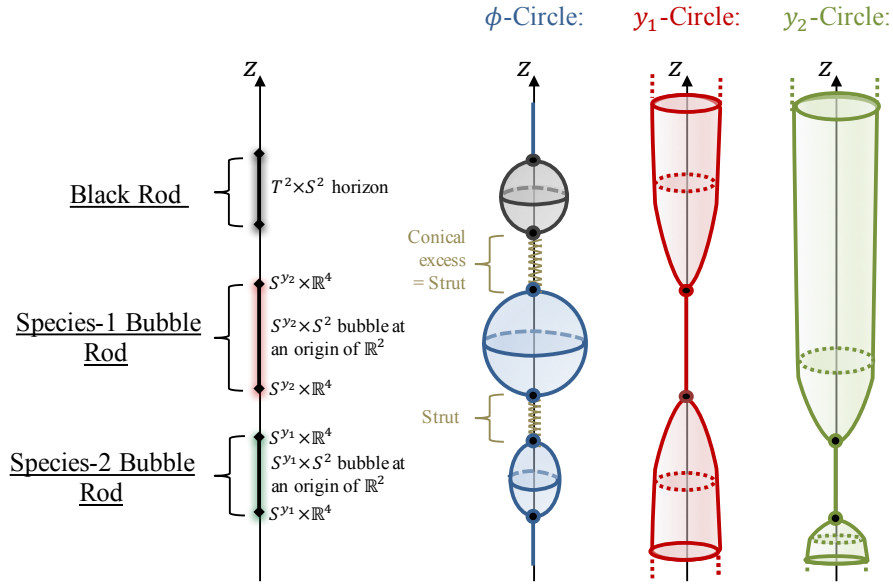 ϕ-Circle:
y₁-Circle:
y₂-Circle:
z
z
z
z
Black Rod
T²×S² horizon
Conical
excess
= Strut
S^{y₂}×ℝ⁴
Species-1 Bubble
Rod
S^{y₂}×S² bubble at
an origin of ℝ²
S^{y₂}×ℝ⁴
Strut
S^{y₁}×ℝ⁴
Species-2 Bubble
Rod
S^{y₁}×S² bubble at
an origin of ℝ²
S^{y₁}×ℝ⁴